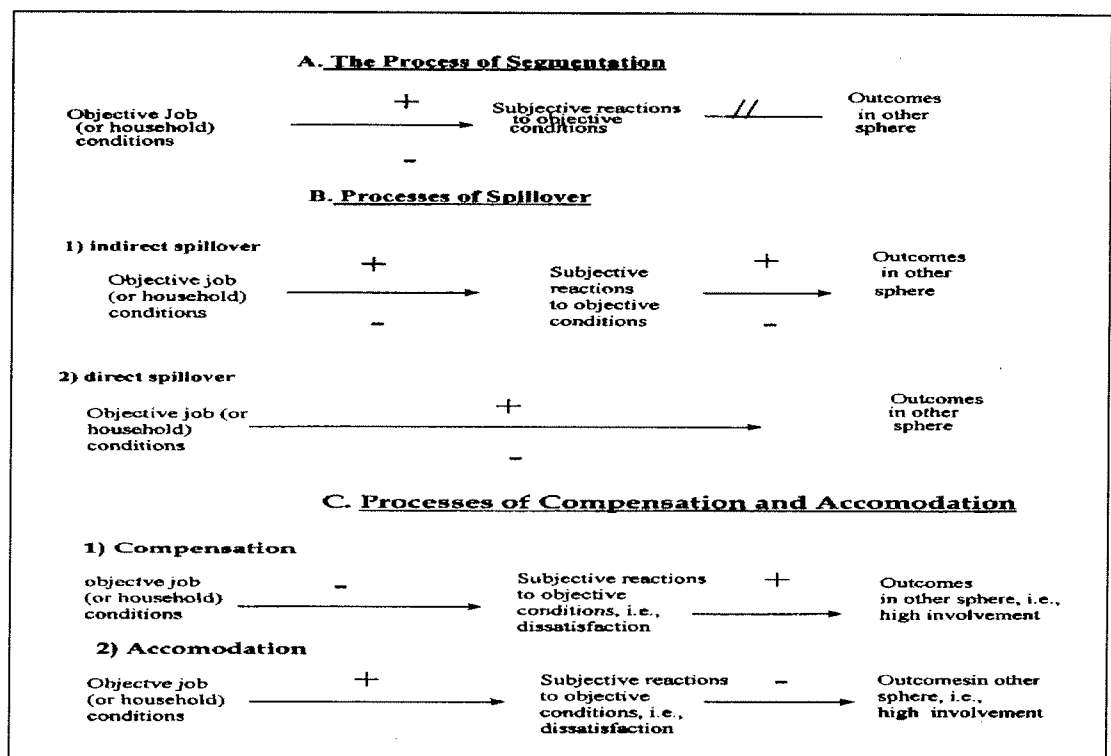 A. The Process of Segmentation
Objective Job
(or household)
conditions
+
-
Subjective reactions
to objective
conditions
//
Outcomes
in other
sphere
B. Processes of Spillover
1) indirect spillover
Objective job
(or household)
conditions
+
-
Subjective
reactions
to objective
conditions
+
-
Outcomes
in other
sphere
2) direct spillover
Objective job (or
household)
conditions
+
-
Outcomes
in other
sphere
C. Processes of Compensation and Accomodation
1) Compensation
objectve job
(or household)
conditions
-
Subjective reactions
to objective
conditions, i.e.,
dissatisfaction
+
Outcomes
in other sphere, i.e.,
high involvement
2) Accomodation
Objectve job
(or household)
conditions
+
Subjective reactions
to objective
conditions, i.e.,
dissatisfaction
-
Outcomesin other
sphere, i.e.,
high involvement